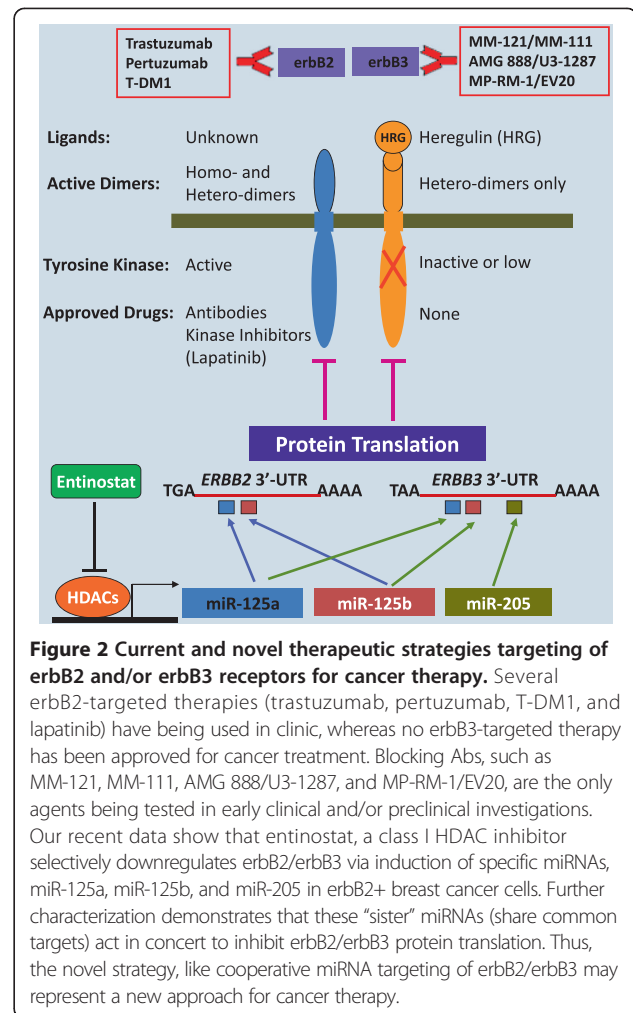 Trastuzumab
Pertuzumab
T-DM1
erbB2
erbB3
MM-121/MM-111
AMG 888/U3-1287
MP-RM-1/EV20
Ligands:
Unknown
HRG
Heregulin (HRG)
Active Dimers:
Homo- and
Hetero-dimers
Hetero-dimers only
Tyrosine Kinase:
Active
Inactive or low
Approved Drugs:
Antibodies
Kinase Inhibitors
(Lapatinib)
None
Protein Translation
Entinostat
TGA
ERBB2 3’-UTR
AAAA
TAA
ERBB3 3’-UTR
AAAA
HDACs
miR-125a
miR-125b
miR-205
Figure 2 Current and novel therapeutic strategies targeting of
erbB2 and/or erbB3 receptors for cancer therapy. Several
erbB2-targeted therapies (trastuzumab, pertuzumab, T-DM1, and
lapatinib) have being used in clinic, whereas no erbB3-targeted therapy
has been approved for cancer treatment. Blocking Abs, such as
MM-121, MM-111, AMG 888/U3-1287, and MP-RM-1/EV20, are the only
agents being tested in early clinical and/or preclinical investigations.
Our recent data show that entinostat, a class I HDAC inhibitor
selectively downregulates erbB2/erbB3 via induction of specific miRNAs,
miR-125a, miR-125b, and miR-205 in erbB2+ breast cancer cells. Further
characterization demonstrates that these “sister” miRNAs (share common
targets) act in concert to inhibit erbB2/erbB3 protein translation. Thus,
the novel strategy, like cooperative miRNA targeting of erbB2/erbB3 may
represent a new approach for cancer therapy.